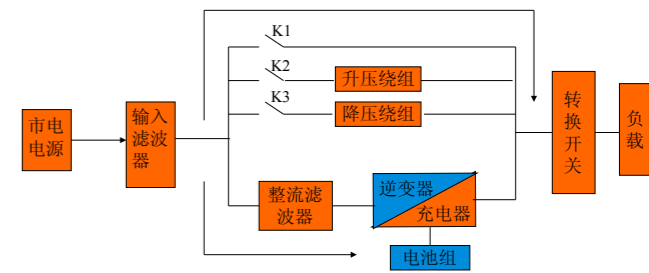 K1
K2
升压绕组
K3
降压绕组
市电
电源
输入
滤波
器
整流滤
波器
逆变器
充电器
电池组
转
换
开
关
负
载